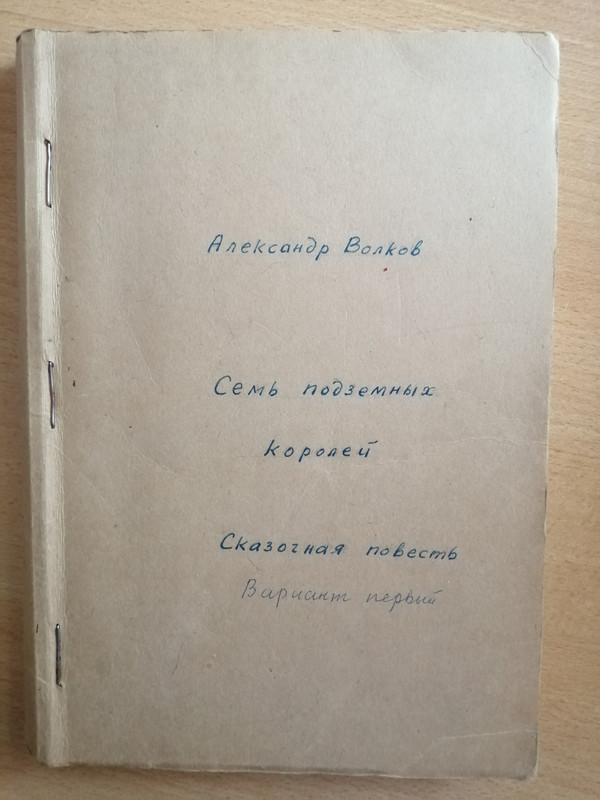 Александр Волков
Семь подземных
королей
Сказочная повесть
Вариант первый